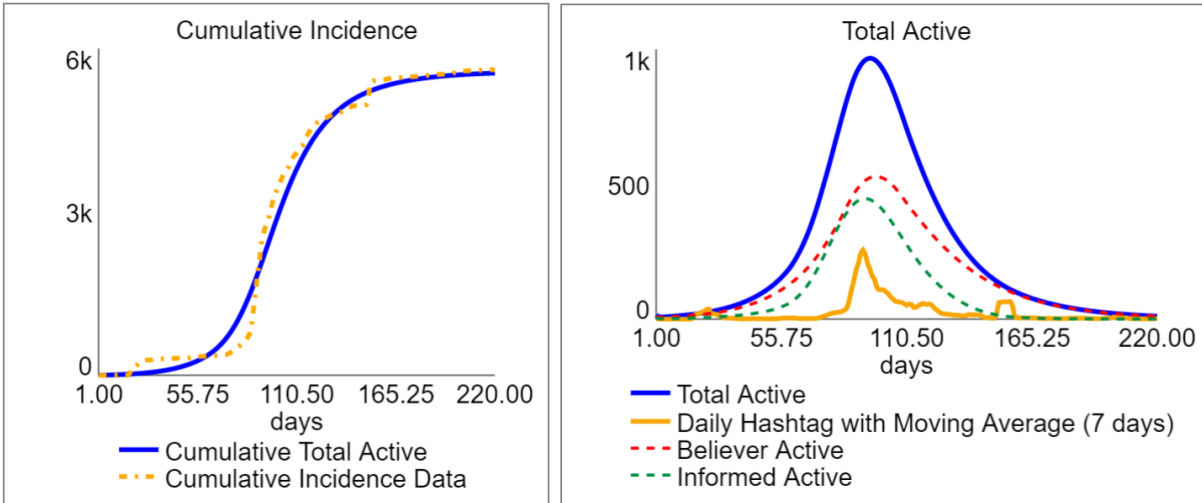 Cumulative Incidence
6k
3k
0
1.00 55.75 110.50 165.25 220.00
days
Cumulative Total Active
Cumulative Incidence Data
Total Active
1k
500
0
1.00 55.75 110.50 165.25 220.00
days
Total Active
Daily Hashtag with Moving Average (7 days)
Believer Active
Informed Active